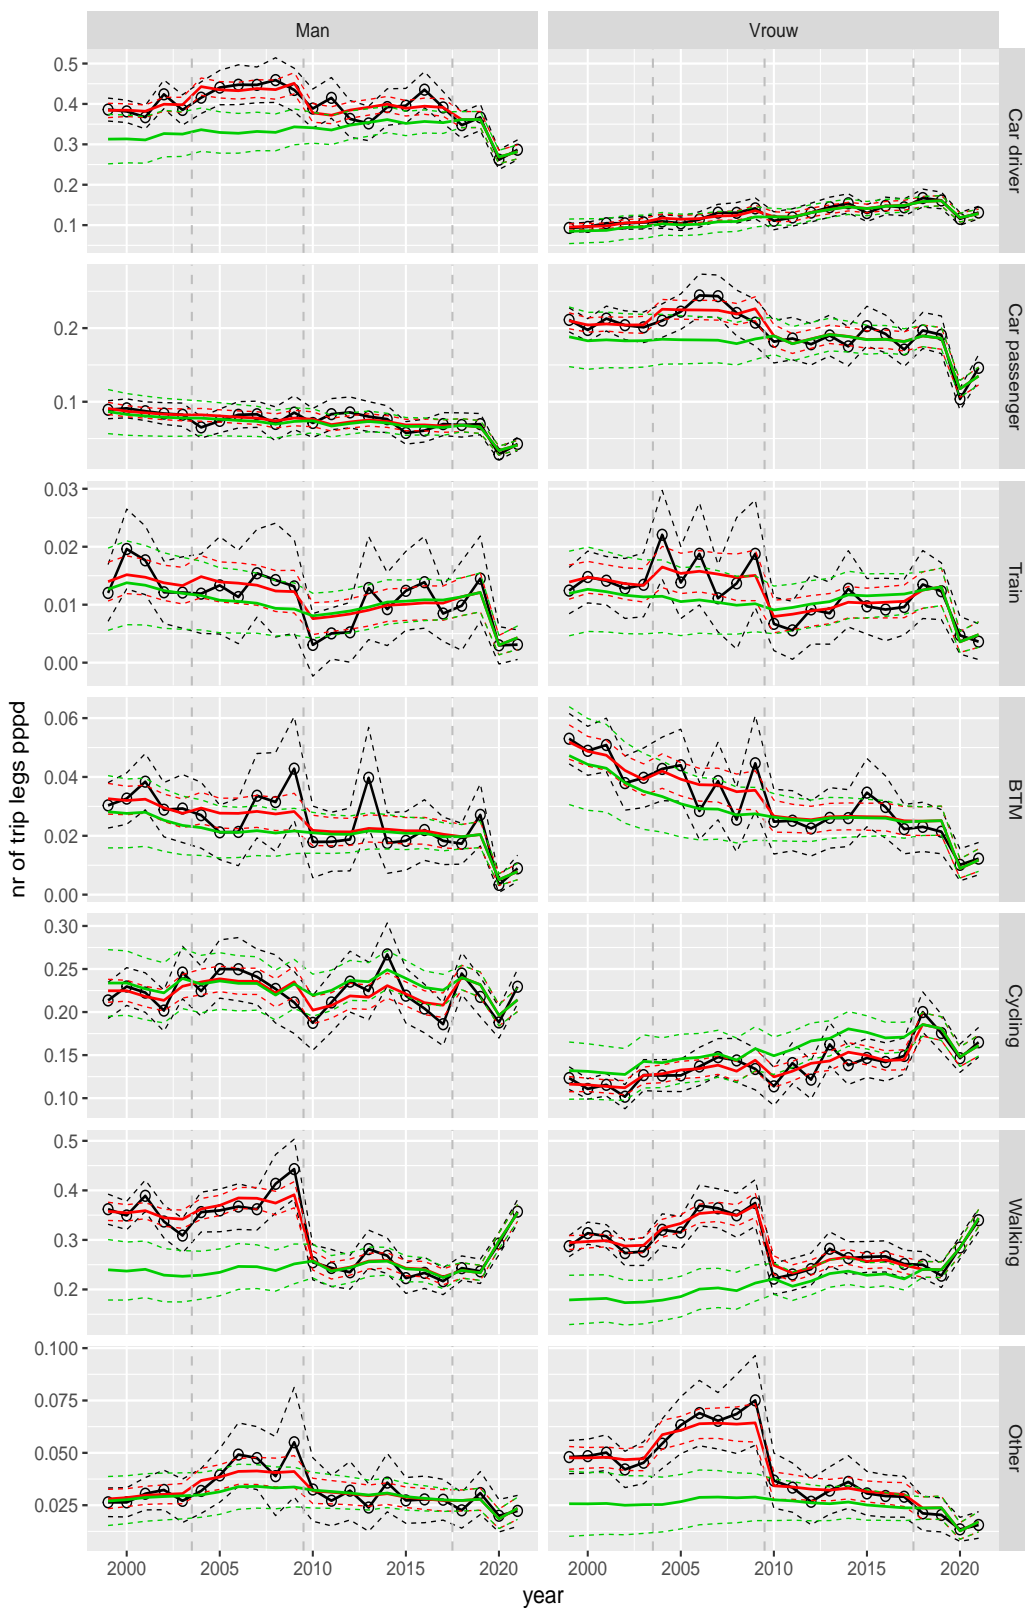 Man Vrouw
0.5
0.4
0.3
0.2
0.1
Car driver
0.2
0.1
Car passenger
0.03
0.02
0.01
0.00
Train
0.06
0.04
0.02
0.00
BTM
0.30
0.25
0.20
0.15
0.10
Cycling
0.5
0.4
0.3
0.2
Walking
0.100
0.075
0.050
0.025
Other
nr of trip legs pppd
2000 2005 2010 2015 2020 2000 2005 2010 2015 2020
year